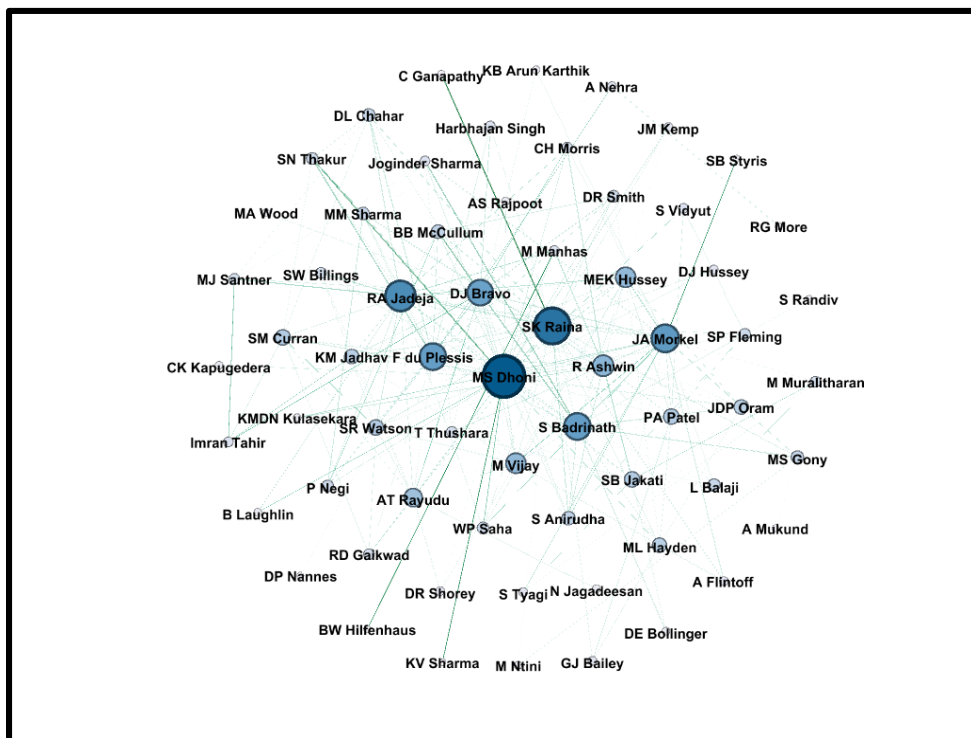 KB Arun Karthik
C Ganapathy
A Nehra
DL Chahar
Harbhajan Singh
JM Kemp
CH Morris
SN Thakur
Joginder Sharma
SB Styris
DR Smith
AS Rajpoot
MA Wood
MM Sharma
S Vidyut
BB McCullum
RG More
M Manhas
MJ Santner
SW Billings
MEK Hussey
DJ Hussey
RA Jadeja
DJ Bravo
S Randiv
SK Raina
SM Curran
JA Morkel
SP Fleming
KM Jadhav
F du Plessis
CK Kapugedera
R Ashwin
MS Dhoni
M Muralitharan
KMDN Kulasekara
JDP Oram
PA Patel
SR Watson
T Thushara
S Badrinath
Imran Tahir
MS Gony
M Vijay
P Negi
SB Jakati
L Balaji
AT Rayudu
B Laughlin
S Anirudha
WP Saha
A Mukund
RD Gaikwad
ML Hayden
DP Nannes
A Flintoff
DR Shorey
S Tyagi
N Jagadeesan
BW Hilfenhaus
DE Bollinger
KV Sharma
M Ntini
GJ Bailey